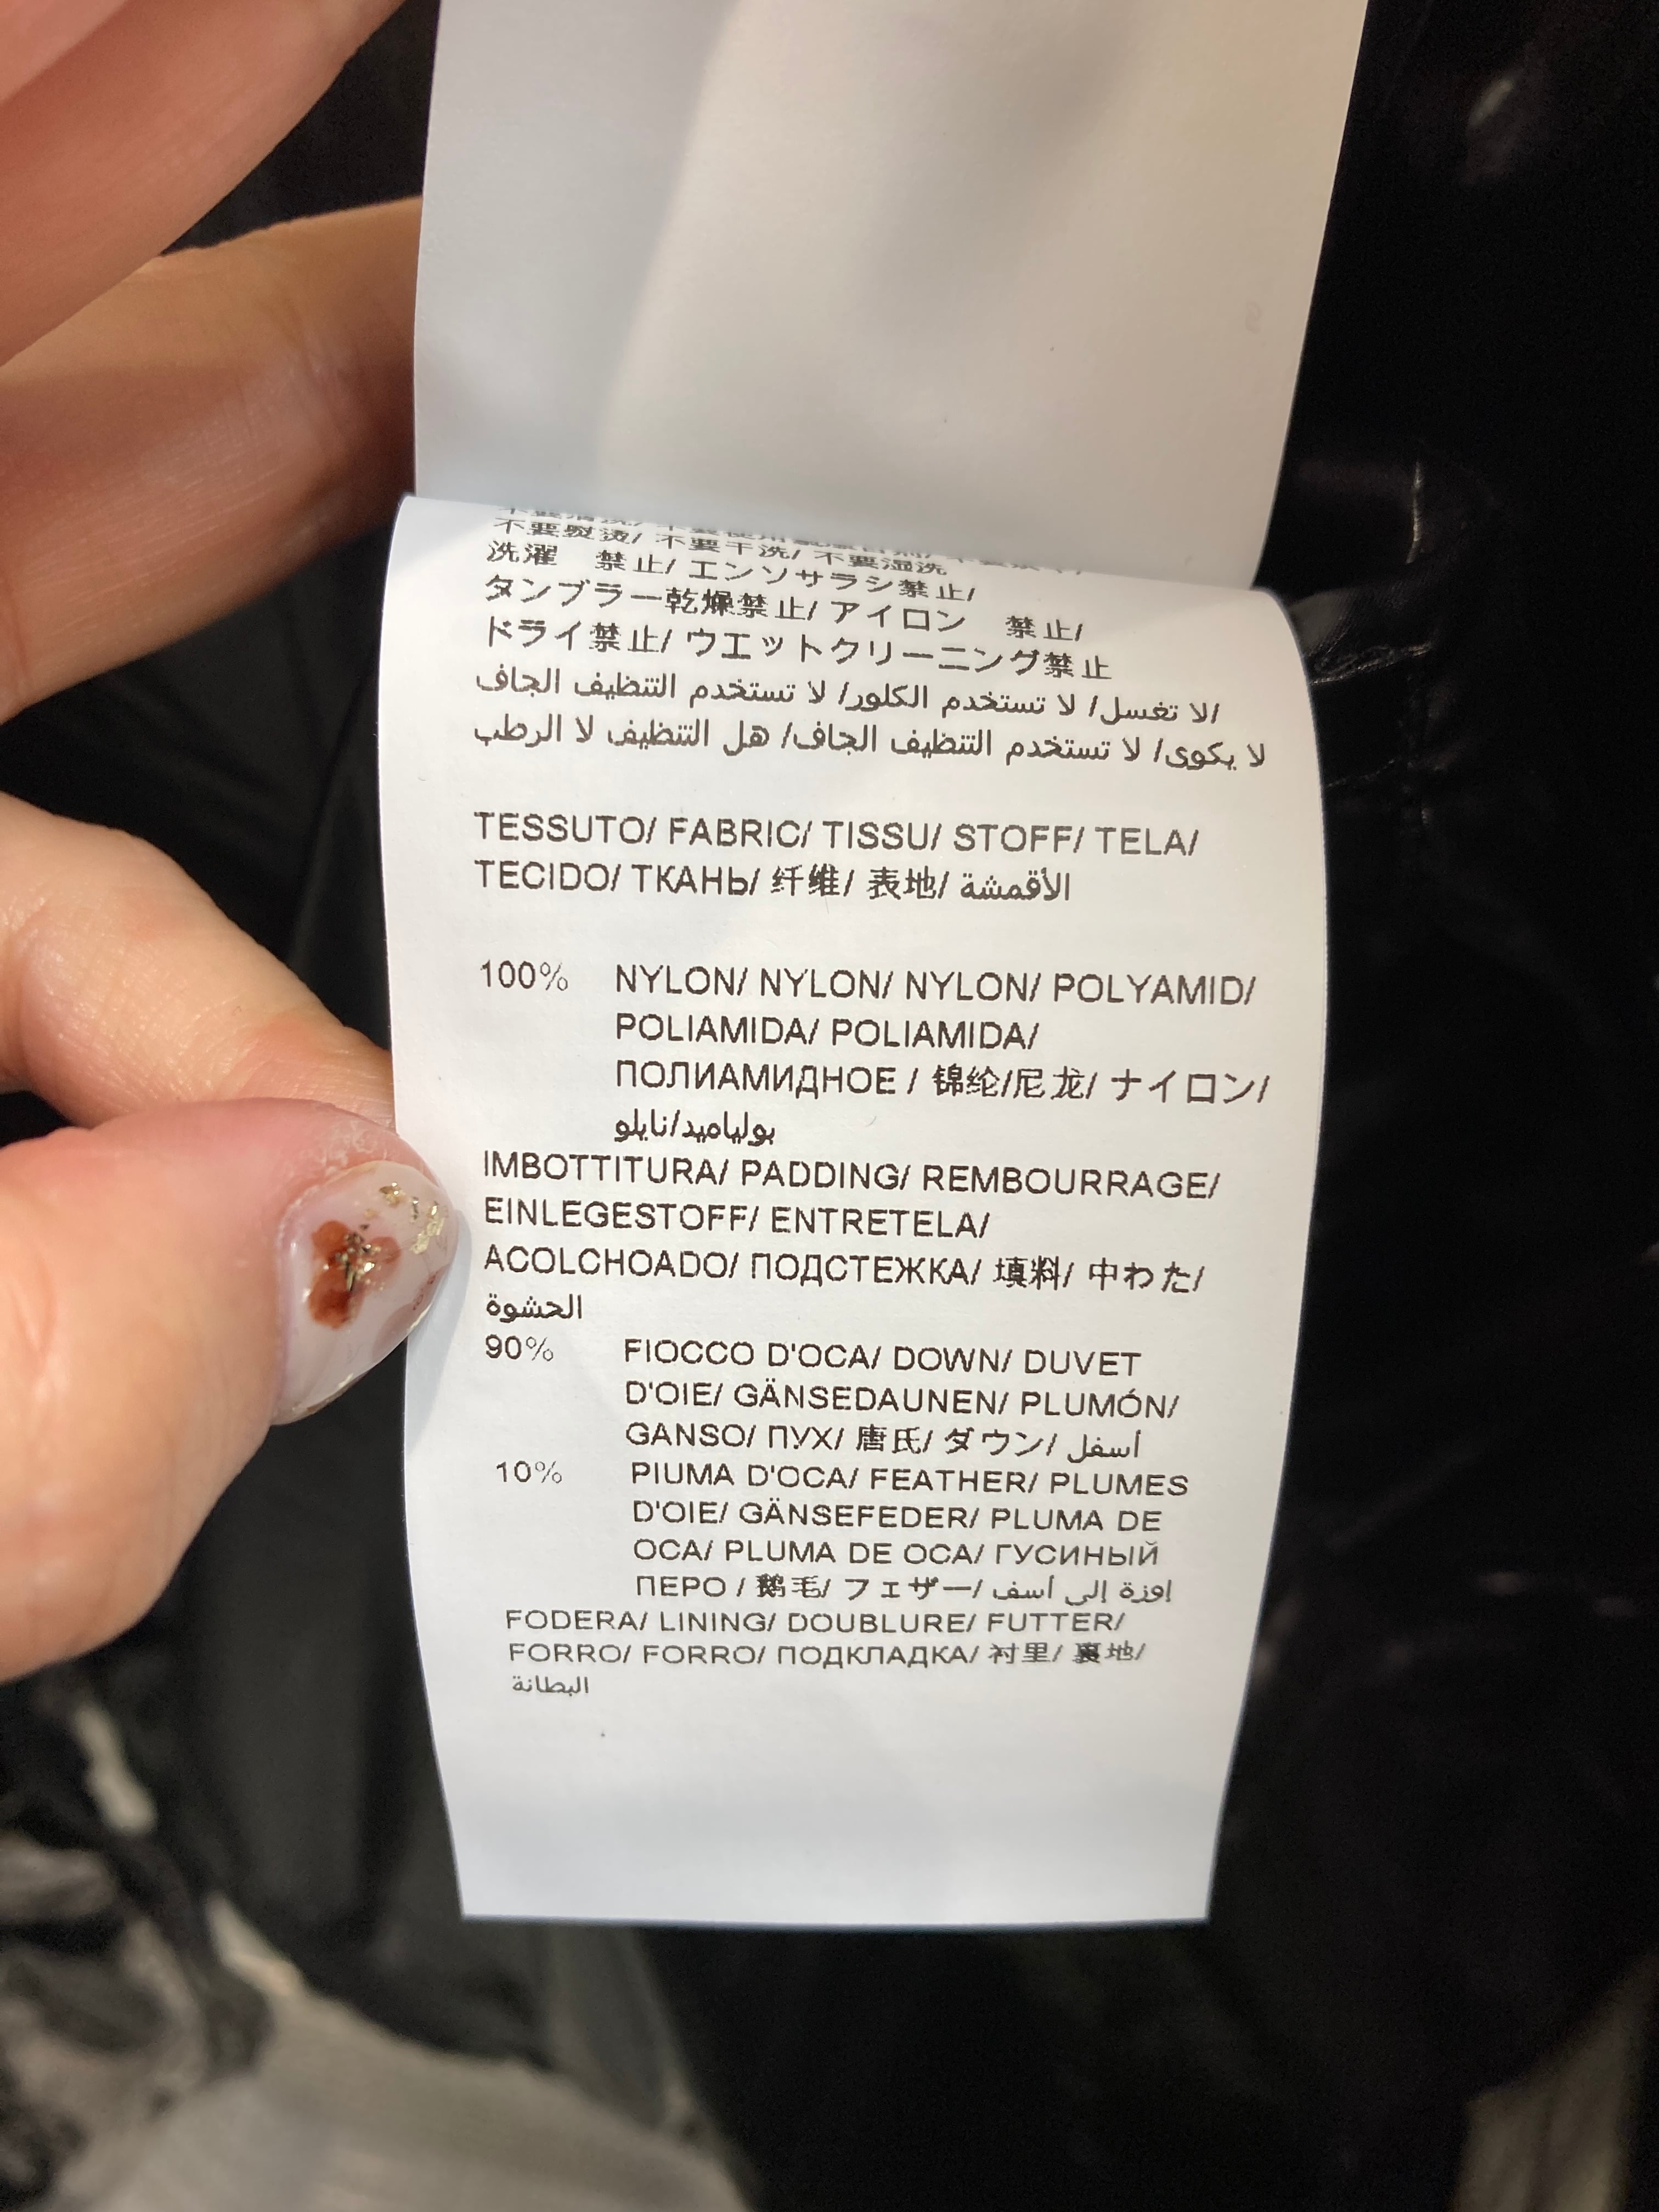 不要熨烫/ 不要干洗/ 不要湿洗
洗濯　禁止/ エンソサラシ禁止/
タンブラー乾燥禁止/ アイロン　禁止/
ドライ禁止/ ウエットクリーニング禁止
لا تغسل/ لا تستخدم الكلور/ لا تستخدم التنظيف الجاف/
لا يكوى/ لا تستخدم التنظيف الجاف/ هل التنظيف لا الرطب
TESSUTO/ FABRIC/ TISSU/ STOFF/ TELA/
TECIDO/ ТКАНЬ/ 纤维/ 表地/ الأقمشة
100% NYLON/ NYLON/ NYLON/ POLYAMID/
POLIAMIDA/ POLIAMIDA/
ПОЛИАМИДНОЕ / 锦纶/尼龙/ ナイロン/
بولياميد/نايلو
IMBOTTITURA/ PADDING/ REMBOURRAGE/
EINLEGESTOFF/ ENTRETELA/
ACOLCHOADO/ ПОДСТЕЖКА/ 填料/ 中わた/
الحشوة
90% FIOCCO D'OCA/ DOWN/ DUVET
D'OIE/ GÄNSEDAUNEN/ PLUMÓN/
GANSO/ ПУХ/ 唐氏/ ダウン/ أسفل
10% PIUMA D'OCA/ FEATHER/ PLUMES
D'OIE/ GÄNSEFEDER/ PLUMA DE
OCA/ PLUMA DE OCA/ ГУСИНЫЙ
ПЕРО / 鹅毛/ フェザー/ إوزة إلى أسف
FODERA/ LINING/ DOUBLURE/ FUTTER/
FORRO/ FORRO/ ПОДКЛАДКА/ 衬里/ 裏地/
البطانة